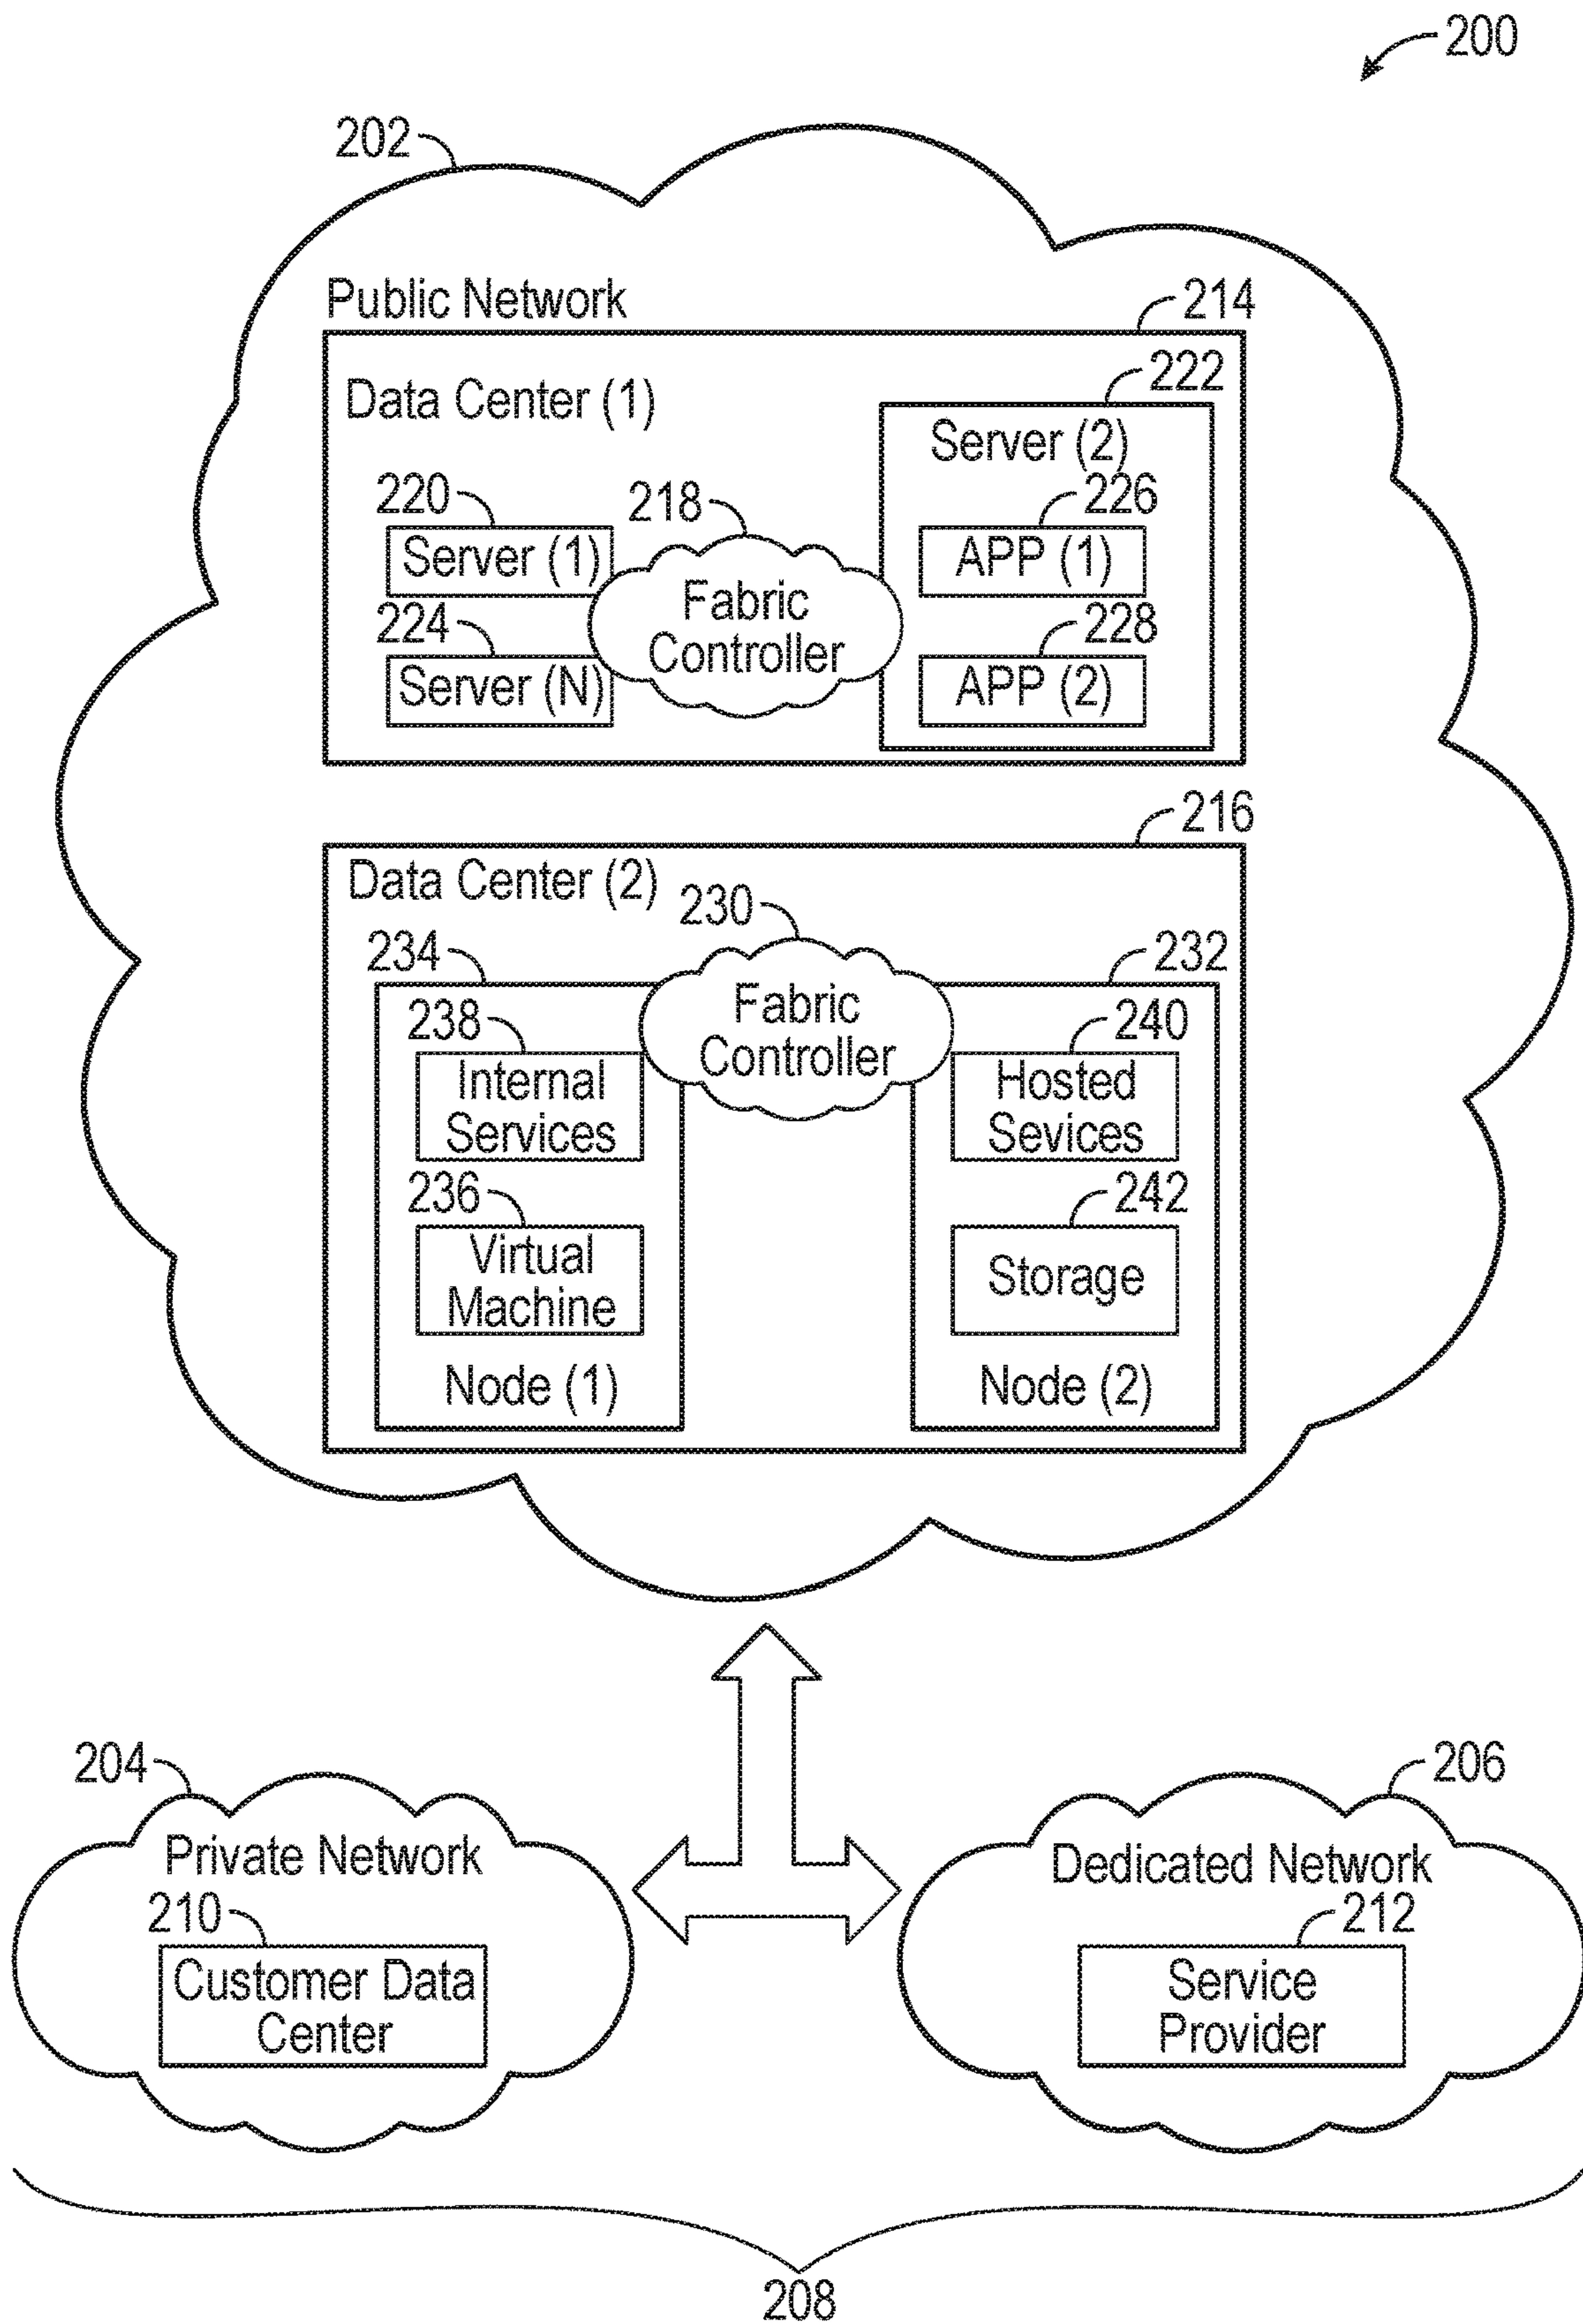 200
202
Public Network
214
Data Center (1)
222
Server (2)
220
218
226
Server (1)
Fabric
Controller
APP (1)
224
228
Server (N)
APP (2)
216
Data Center (2)
230
234
232
Fabric
Controller
238
240
Internal
Services
Hosted
Sevices
236
242
Virtual
Machine
Storage
Node (1)
Node (2)
204
206
Private Network
Dedicated Network
210
212
Customer Data
Center
Service
Provider
208